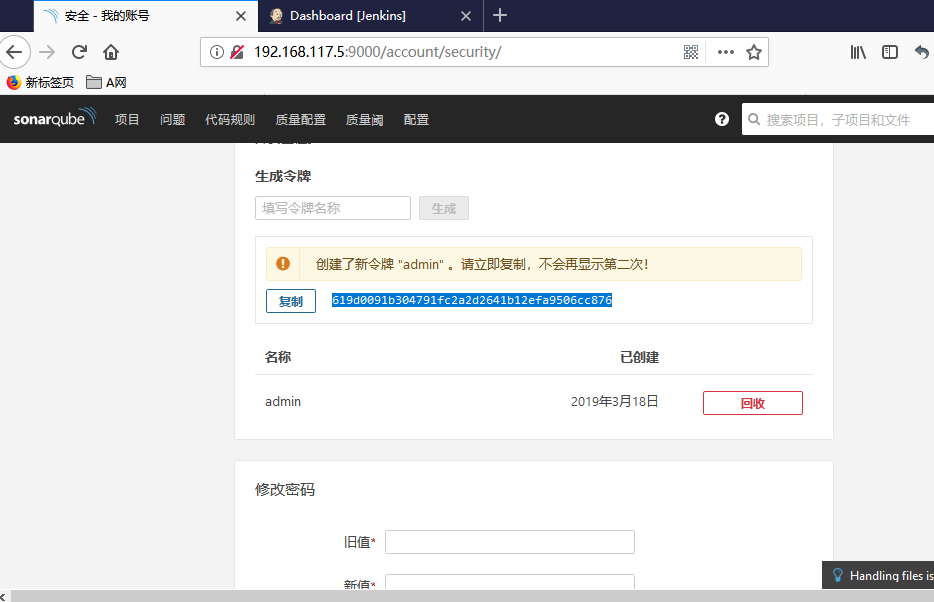 安全 - 我的账号
Dashboard [Jenkins]
192.168.117.5:9000/account/security/
新标签页 A网
sonarqube 项目 问题 代码规则 质量配置 质量阈 配置 搜索项目，子项目和文件
生成令牌
填写令牌名称 生成
创建了新令牌 "admin" 。请立即复制，不会再显示第二次！
复制 619d0091b304791fc2a2d2641b12efa9506cc876
名称 已创建
admin 2019年3月18日 回收
修改密码
旧值*
新值*
Handling files is